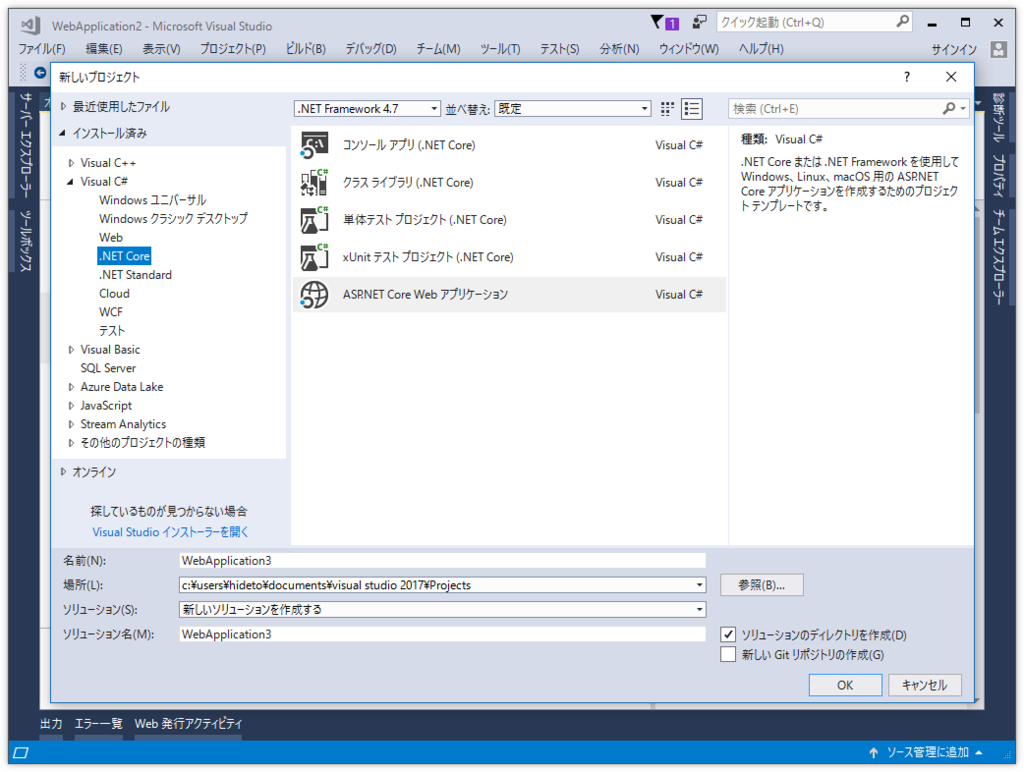 WebApplication2 - Microsoft Visual Studio
1
クイック起動 (Ctrl+Q)
ファイル(F) 編集(E) 表示(V) プロジェクト(P) ビルド(B) デバッグ(D) チーム(M) ツール(T) テスト(S) 分析(N) ウィンドウ(W) ヘルプ(H) サインイン
サーバー エクスプローラー
ツールボックス
新しいプロジェクト
?
最近使用したファイル
インストール済み
Visual C++
Visual C#
Windows ユニバーサル
Windows クラシック デスクトップ
Web
.NET Core
.NET Standard
Cloud
WCF
テスト
Visual Basic
SQL Server
Azure Data Lake
JavaScript
Stream Analytics
その他のプロジェクトの種類
オンライン
探しているものが見つからない場合
Visual Studio インストーラーを開く
.NET Framework 4.7 並べ替え: 既定
コンソール アプリ (.NET Core) Visual C#
クラス ライブラリ (.NET Core) Visual C#
単体テスト プロジェクト (.NET Core) Visual C#
xUnit テスト プロジェクト (.NET Core) Visual C#
ASP.NET Core Web アプリケーション Visual C#
検索 (Ctrl+E)
種類: Visual C#
.NET Core または .NET Framework を使用して
Windows、Linux、macOS 用の ASP.NET
Core アプリケーションを作成するためのプロジェク
ト テンプレートです。
診断ツール
プロパティ
チーム エクスプローラー
名前(N): WebApplication3
場所(L): c:¥users¥hideto¥documents¥visual studio 2017¥Projects 参照(B)...
ソリューション(S): 新しいソリューションを作成する
ソリューション名(M): WebApplication3
ソリューションのディレクトリを作成(D)
新しい Git リポジトリの作成(G)
OK キャンセル
出力 エラー一覧 Web 発行アクティビティ
ソース管理に追加